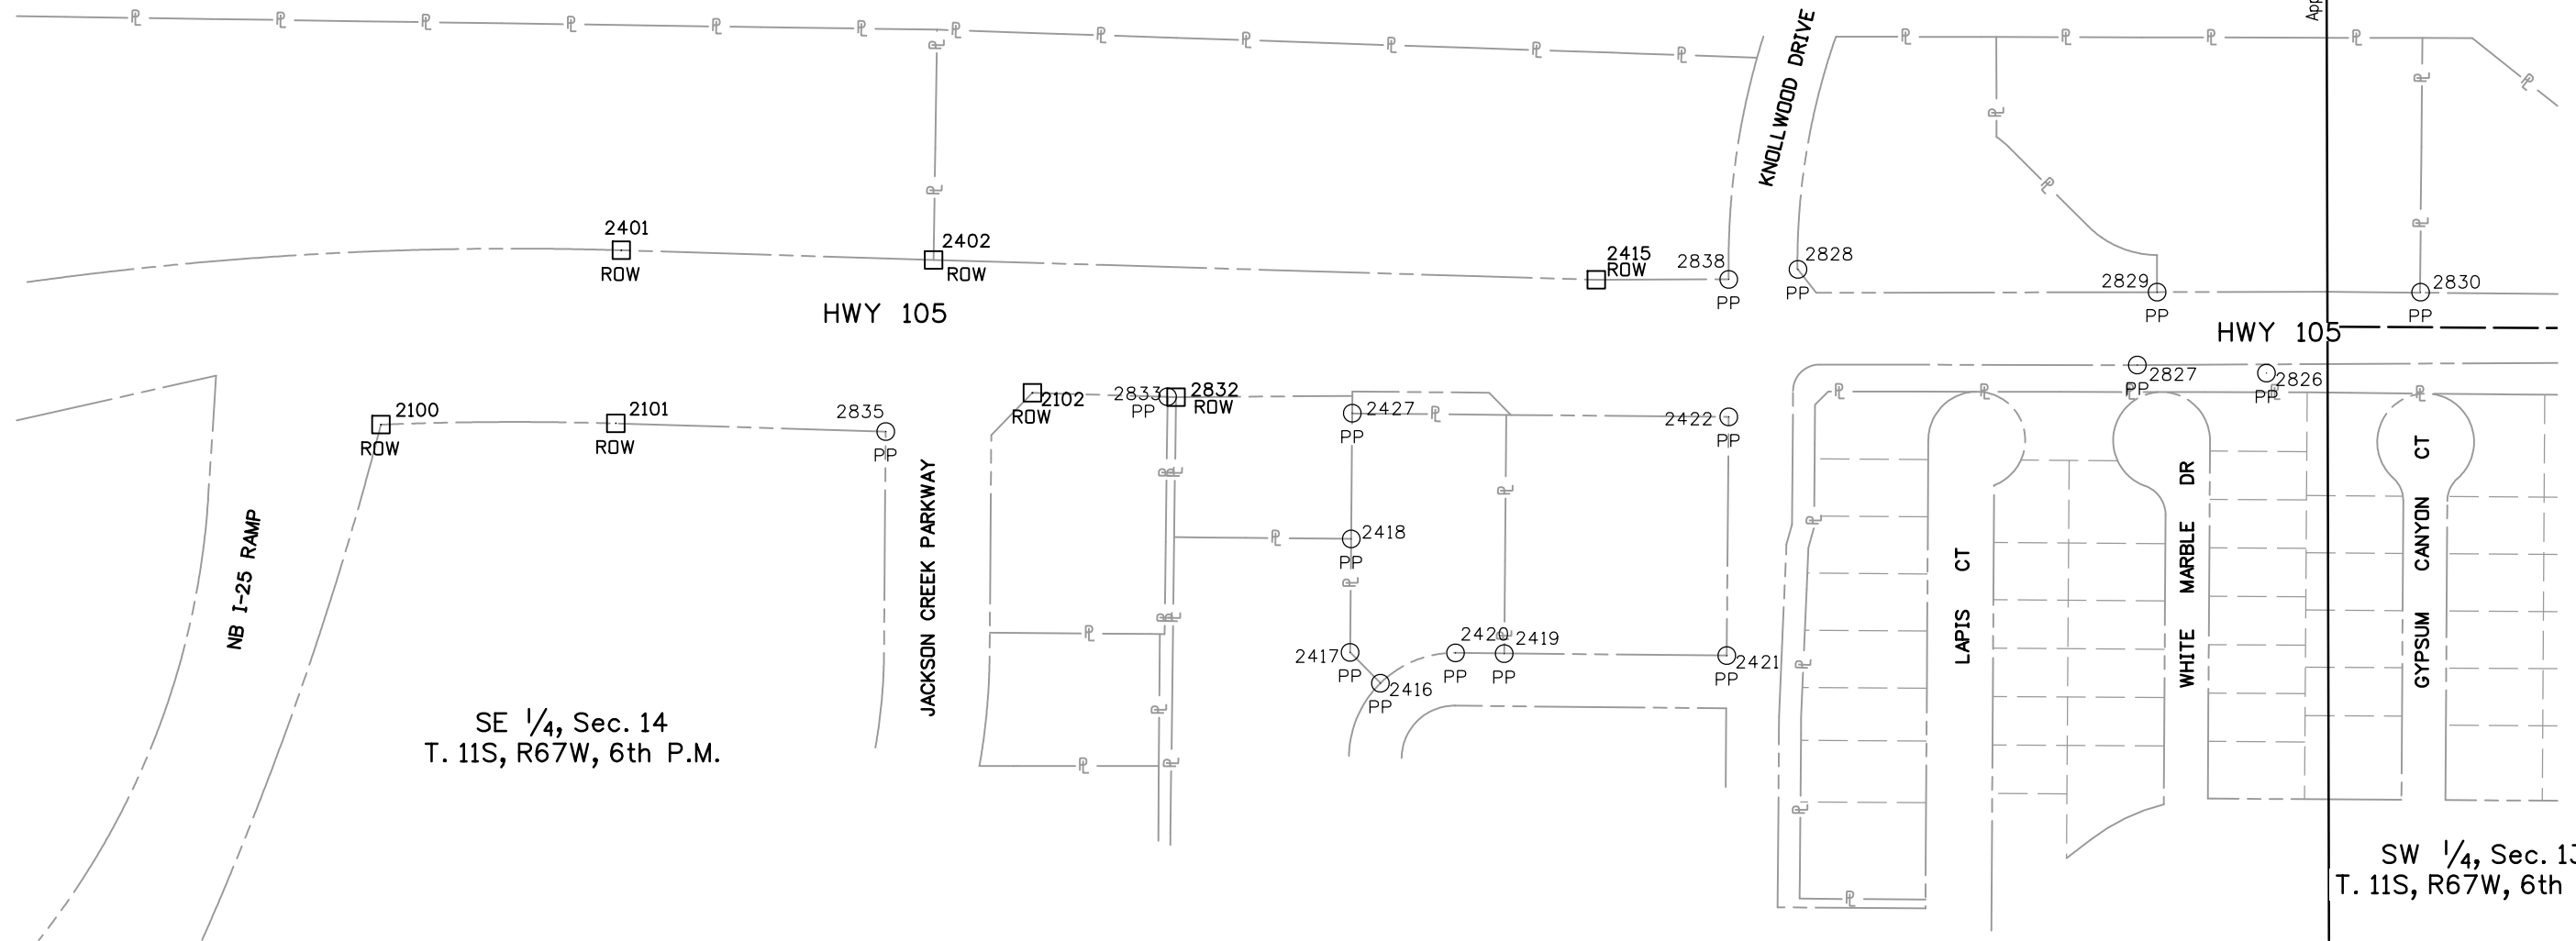 App
KNOLLWOOD DRIVE
2401
ROW
2402
ROW
2415
ROW
2838
PP
2828
PP
2829
PP
2830
PP
HWY 105
HWY 105
2100
ROW
2101
ROW
2835
PP
2102
ROW
2833
PP
2832
ROW
2427
PP
2422
PP
2827
PP
2826
PP
2418
PP
2417
PP
2416
PP
2420
PP
2419
PP
2421
PP
NB I-25 RAMP
JACKSON CREEK PARKWAY
LAPIS CT
WHITE MARBLE DR
GYPSUM CANYON CT
SE 1/4, Sec. 14
T. 11S, R67W, 6th P.M.
SW 1/4, Sec. 13
T. 11S, R67W, 6th